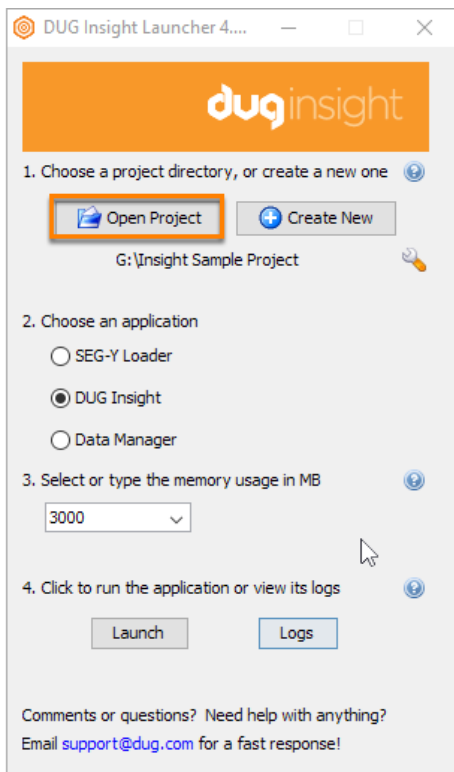 DUG Insight Launcher 4....
duginsight
1. Choose a project directory, or create a new one
Open Project
Create New
G:\Insight Sample Project
2. Choose an application
SEG-Y Loader
DUG Insight
Data Manager
3. Select or type the memory usage in MB
3000
4. Click to run the application or view its logs
Launch
Logs
Comments or questions? Need help with anything?
Email support@dug.com for a fast response!